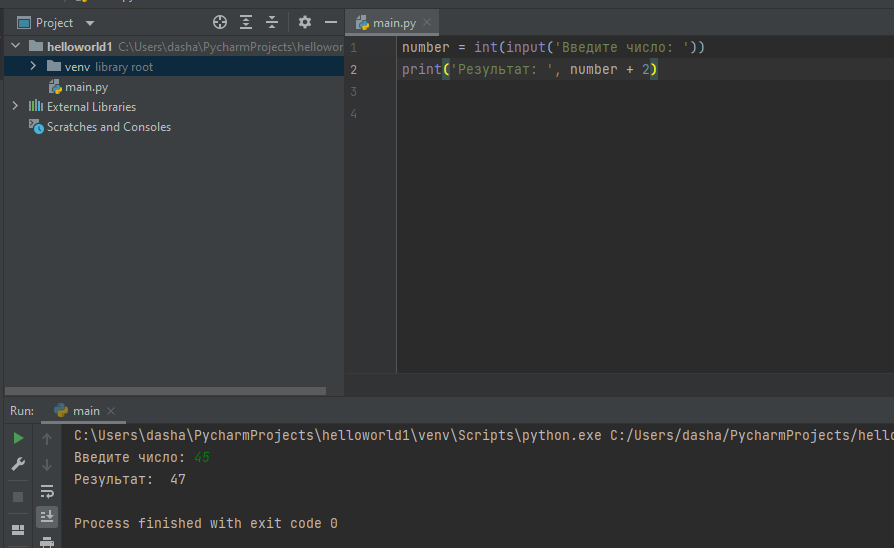 Project
main.py
helloworld1 C:\Users\dasha\PycharmProjects\hellowor
venv library root
main.py
External Libraries
Scratches and Consoles
1 number = int(input('Введите число: '))
2 print('Результат: ', number + 2)
3
4
Run: main
C:\Users\dasha\PycharmProjects\helloworld1\venv\Scripts\python.exe C:/Users/dasha/PycharmProjects/hello
Введите число: 45
Результат:  47
Process finished with exit code 0